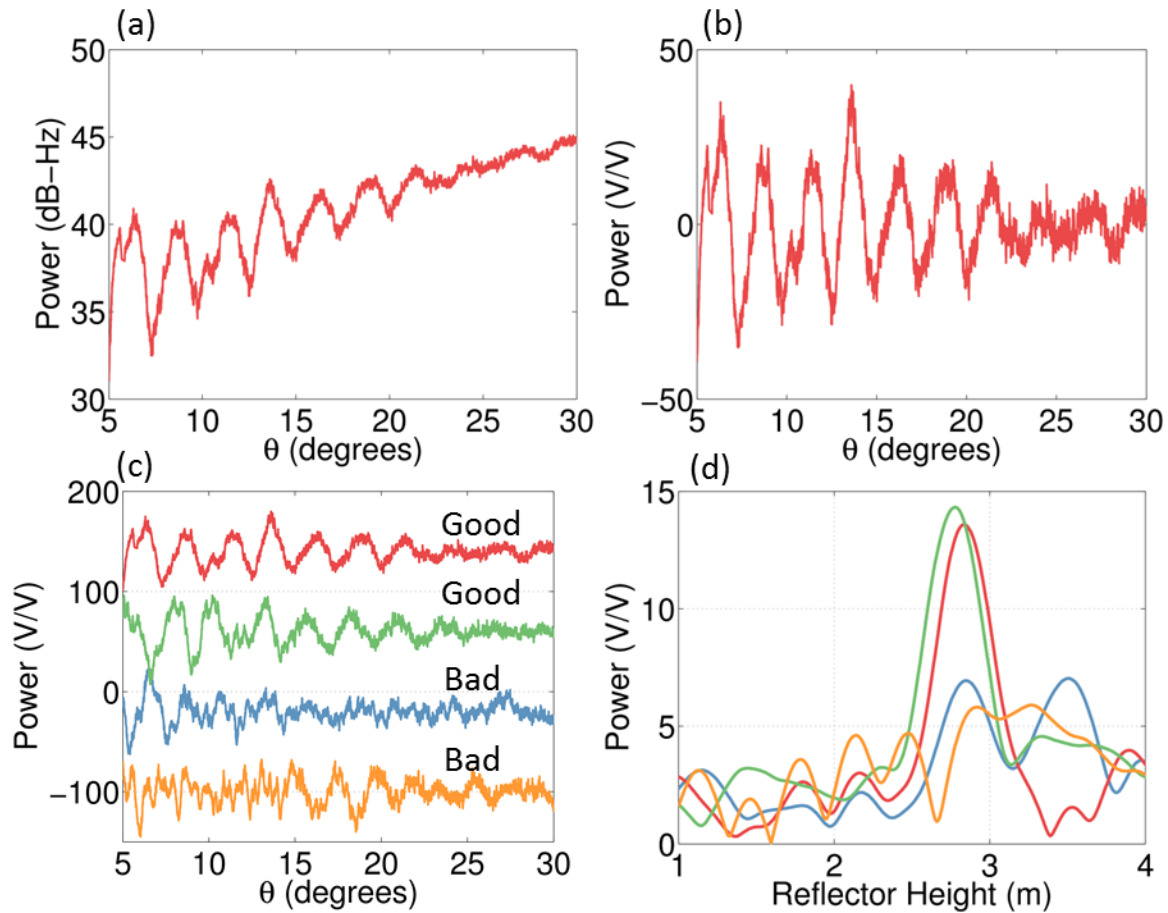 (a)
50
45
40
35
30
Power (dB-Hz)
5 10 15 20 25 30
θ (degrees)
(b)
50
0
−50
Power (V/V)
5 10 15 20 25 30
θ (degrees)
(c)
200
100
0
−100
Power (V/V)
Good
Good
Bad
Bad
5 10 15 20 25 30
θ (degrees)
(d)
15
10
5
0
Power (V/V)
1 2 3 4
Reflector Height (m)